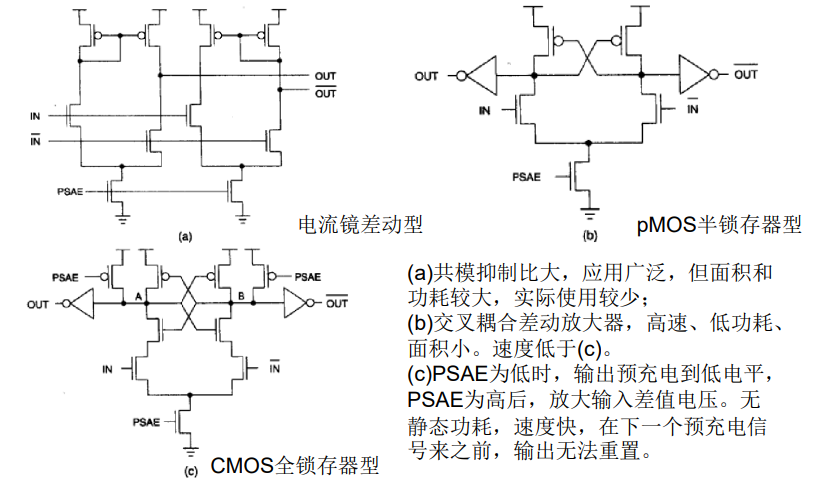 OUT
OUT
IN
IN
PSAE
(a)
电流镜差动型
OUT
OUT
IN
IN
PSAE
(b)
pMOS半锁存器型
PSAE
PSAE
OUT
A
B
OUT
IN
IN
PSAE
(c)
CMOS全锁存器型
(a)共模抑制比大，应用广泛，但面积和
功耗较大，实际使用较少；
(b)交叉耦合差动放大器，高速、低功耗、
面积小。速度低于(c)。
(c)PSAE为低时，输出预充电到低电平，
PSAE为高后，放大输入差值电压。无
静态功耗，速度快，在下一个预充电信
号来之前，输出无法重置。